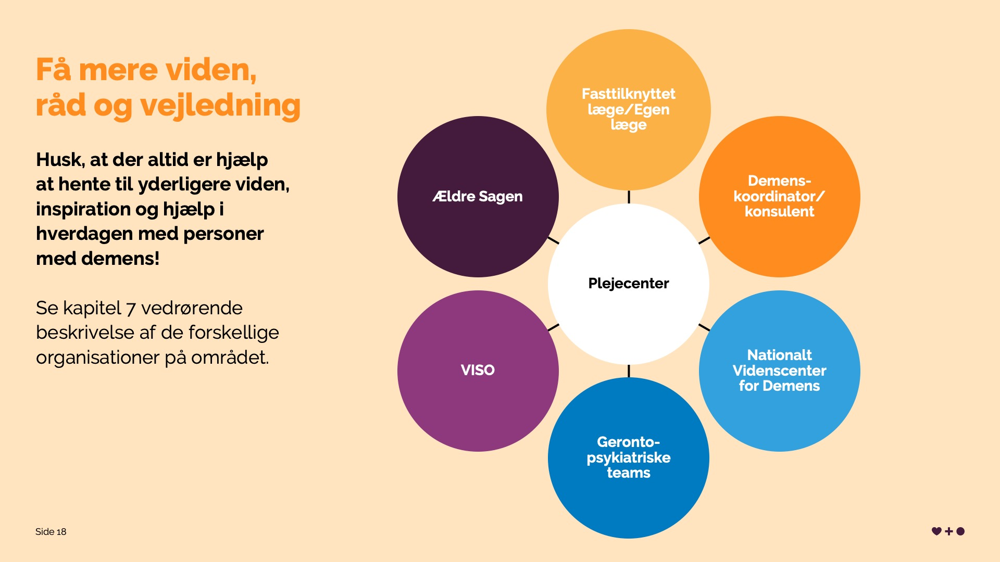 Få mere viden,
råd og vejledning
Husk, at der altid er hjælp
at hente til yderligere viden,
inspiration og hjælp i
hverdagen med personer
med demens!
Se kapitel 7 vedrørende
beskrivelse af de forskellige
organisationer på området.
Fasttilknyttet
læge/Egen
læge
Demens-
koordinator/
konsulent
Nationalt
Videnscenter
for Demens
Geronto-
psykiatriske
teams
VISO
Ældre Sagen
Plejecenter
Side 18